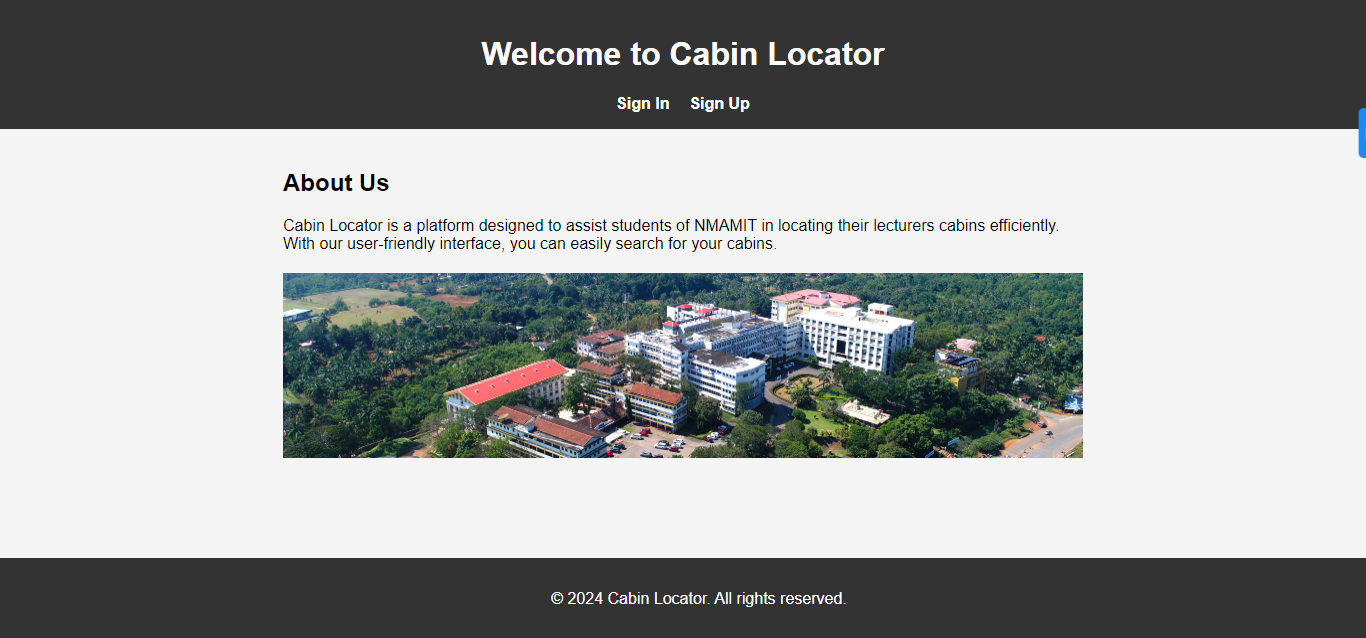 Welcome to Cabin Locator
Sign In Sign Up
About Us
Cabin Locator is a platform designed to assist students of NMAMIT in locating their lecturers cabins efficiently.
With our user-friendly interface, you can easily search for your cabins.
© 2024 Cabin Locator. All rights reserved.